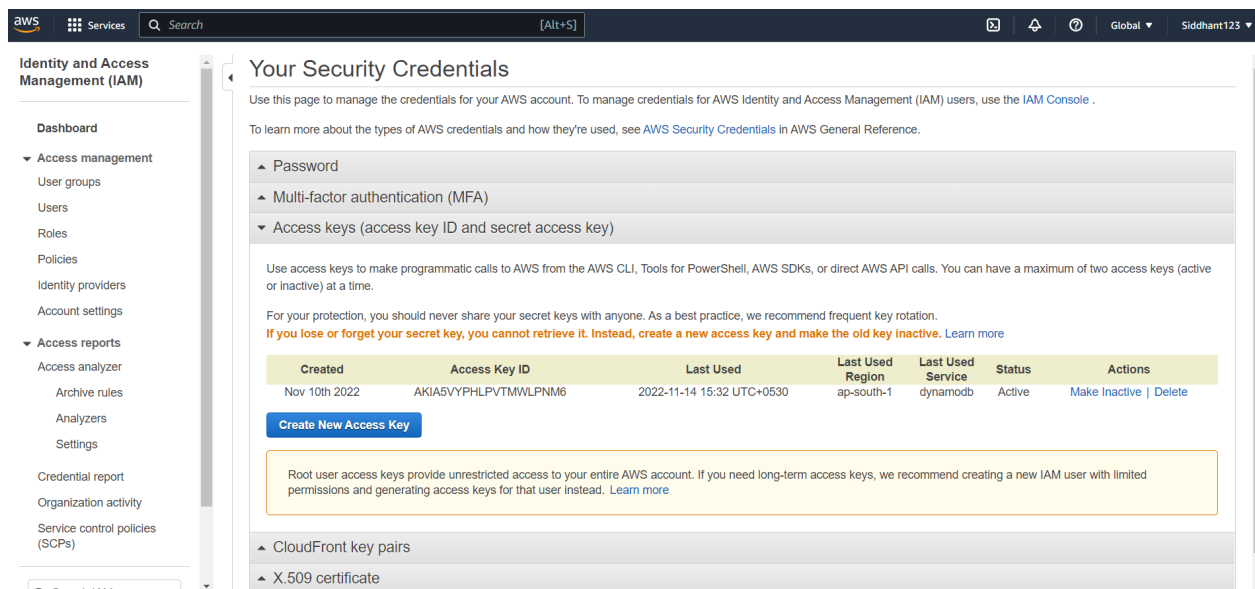 aws Services Search [Alt+S] Global Siddhant123
Identity and Access
Management (IAM)
Dashboard
Access management
User groups
Users
Roles
Policies
Identity providers
Account settings
Access reports
Access analyzer
Archive rules
Analyzers
Settings
Credential report
Organization activity
Service control policies
(SCPs)
Your Security Credentials
Use this page to manage the credentials for your AWS account. To manage credentials for AWS Identity and Access Management (IAM) users, use the IAM Console .
To learn more about the types of AWS credentials and how they're used, see AWS Security Credentials in AWS General Reference.
Password
Multi-factor authentication (MFA)
Access keys (access key ID and secret access key)
Use access keys to make programmatic calls to AWS from the AWS CLI, Tools for PowerShell, AWS SDKs, or direct AWS API calls. You can have a maximum of two access keys (active
or inactive) at a time.
For your protection, you should never share your secret keys with anyone. As a best practice, we recommend frequent key rotation.
If you lose or forget your secret key, you cannot retrieve it. Instead, create a new access key and make the old key inactive. Learn more
Created Access Key ID Last Used Last Used Region Last Used Service Status Actions
Nov 10th 2022 AKIA5VYPHLPVTMWLPNM6 2022-11-14 15:32 UTC+0530 ap-south-1 dynamodb Active Make Inactive | Delete
Create New Access Key
Root user access keys provide unrestricted access to your entire AWS account. If you need long-term access keys, we recommend creating a new IAM user with limited
permissions and generating access keys for that user instead. Learn more
CloudFront key pairs
X.509 certificate